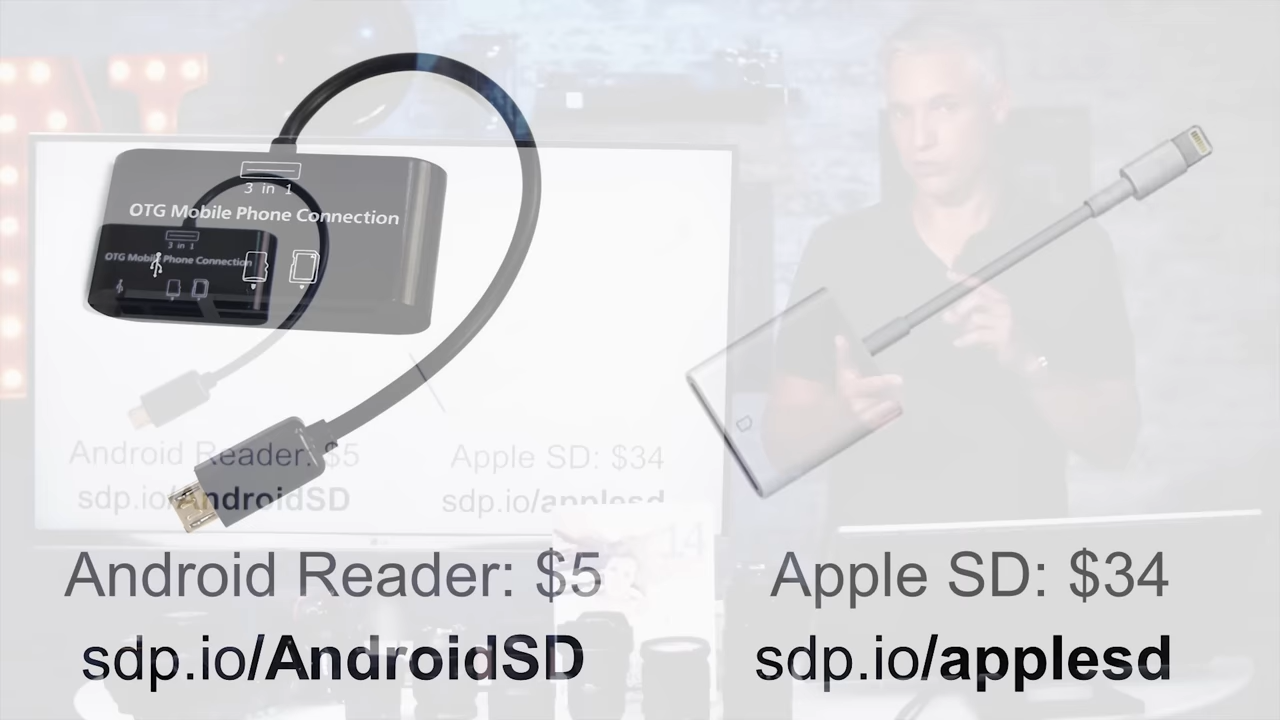 3 in 1
OTG Mobile Phone Connection
3 in 1
OTG Mobile Phone Connection
Android Reader: $5
Apple SD: $34
sdp.io/AndroidSD
sdp.io/applesd
14
Android Reader: $5
Apple SD: $34
sdp.io/AndroidSD
sdp.io/applesd